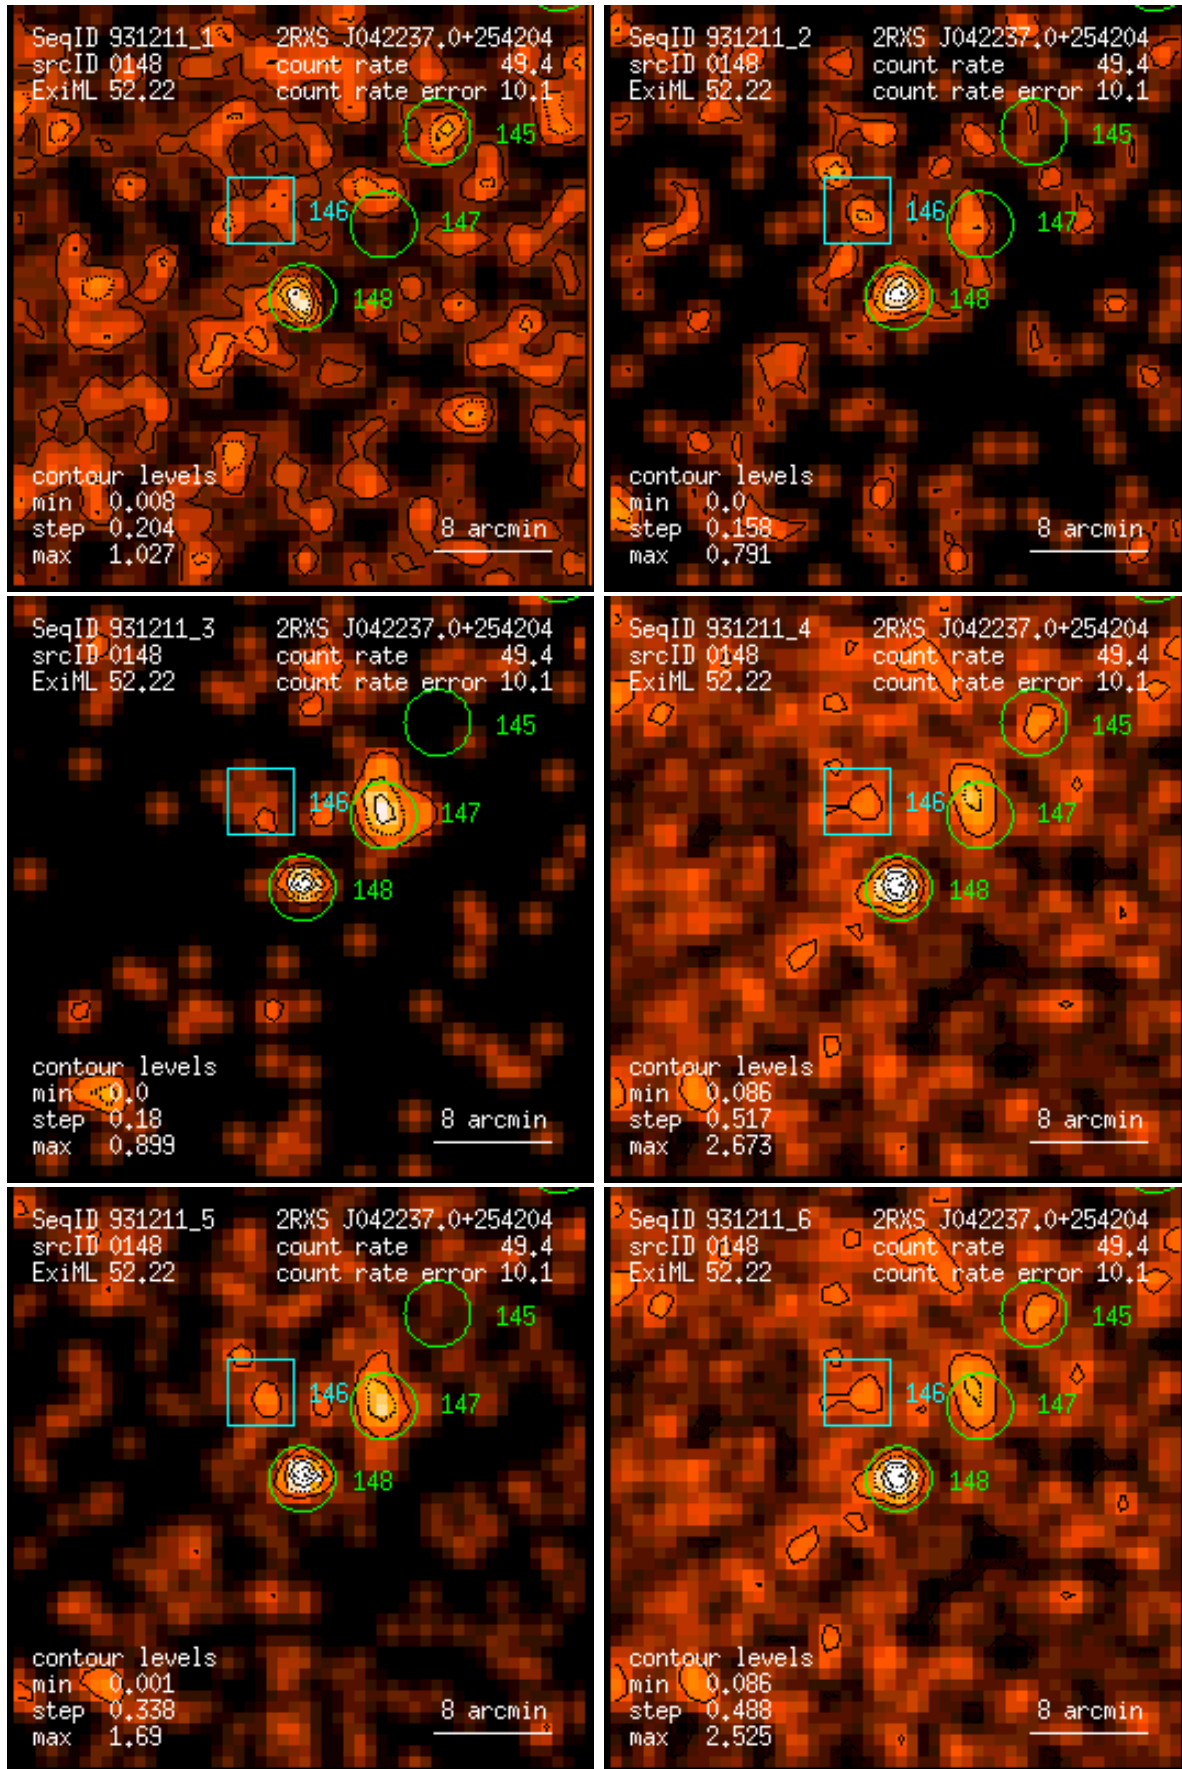 SeqID 931211_1 2RXS J042237.0+254204
srcID 0148 count rate 49.4
ExiML 52.22 count rate error 10.1
145
146
147
148
contour levels
min 0.008
step 0.204 8 arcmin
max 1.027
SeqID 931211_2 2RXS J042237.0+254204
srcID 0148 count rate 49.4
ExiML 52.22 count rate error 10.1
145
146
147
148
contour levels
min 0.0
step 0.158 8 arcmin
max 0.791
SeqID 931211_3 2RXS J042237.0+254204
srcID 0148 count rate 49.4
ExiML 52.22 count rate error 10.1
145
146
147
148
contour levels
min 0.0
step 0.18 8 arcmin
max 0.899
SeqID 931211_4 2RXS J042237.0+254204
srcID 0148 count rate 49.4
ExiML 52.22 count rate error 10.1
145
146
147
148
contour levels
min 0.086
step 0.517 8 arcmin
max 2.673
SeqID 931211_5 2RXS J042237.0+254204
srcID 0148 count rate 49.4
ExiML 52.22 count rate error 10.1
145
146
147
148
contour levels
min 0.001
step 0.338 8 arcmin
max 1.69
SeqID 931211_6 2RXS J042237.0+254204
srcID 0148 count rate 49.4
ExiML 52.22 count rate error 10.1
145
146
147
148
contour levels
min 0.086
step 0.488 8 arcmin
max 2.525